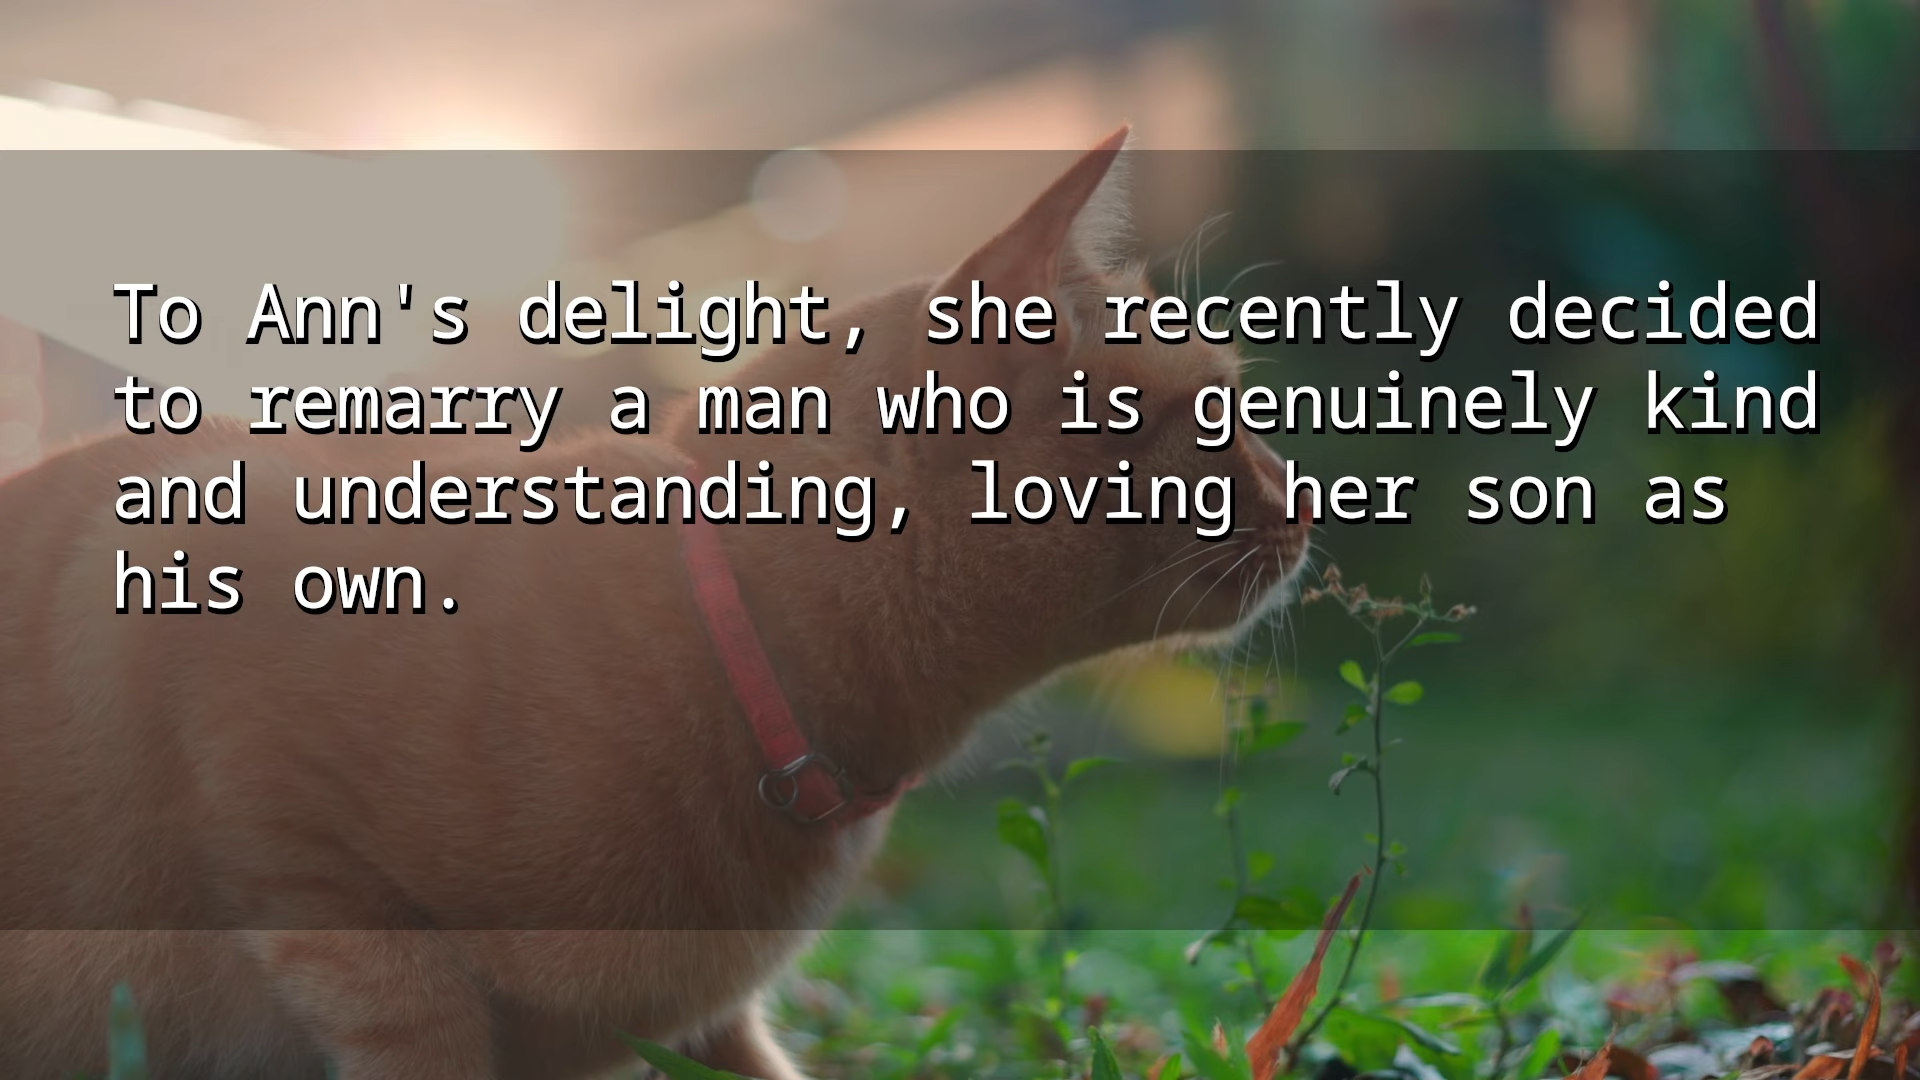 To Ann's delight, she recently decided
to remarry a man who is genuinely kind
and understanding, loving her son as
his own.